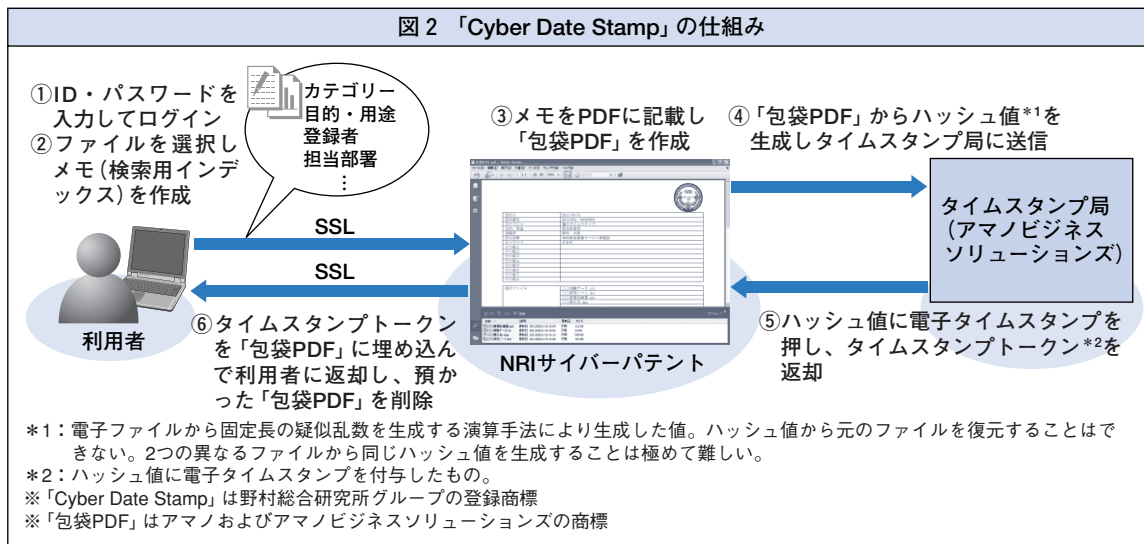 図2 「Cyber Date Stamp」の仕組み
①ID・パスワードを
入力してログイン
②ファイルを選択し
メモ(検索用インデ
ックス)を作成
カテゴリー
目的・用途
登録者
担当部署
⋮
③メモをPDFに記載し
「包袋PDF」を作成
④「包袋PDF」からハッシュ値*1を
生成しタイムスタンプ局に送信
SSL
SSL
NRI
タイムスタンプ局
(アマノビジネス
ソリューションズ)
利用者
⑥タイムスタンプトークン
を「包袋PDF」に埋め込ん
で利用者に返却し、預か
った「包袋PDF」を削除
NRIサイバーパテント
⑤ハッシュ値に電子タイムスタンプを
押し、タイムスタンプトークン*2を
返却
*1：電子ファイルから固定長の疑似乱数を生成する演算手法により生成した値。ハッシュ値から元のファイルを復元することはで
きない。2つの異なるファイルから同じハッシュ値を生成することは極めて難しい。
*2：ハッシュ値に電子タイムスタンプを付与したもの。
※「Cyber Date Stamp」は野村総合研究所グループの登録商標
※「包袋PDF」はアマノおよびアマノビジネスソリューションズの商標